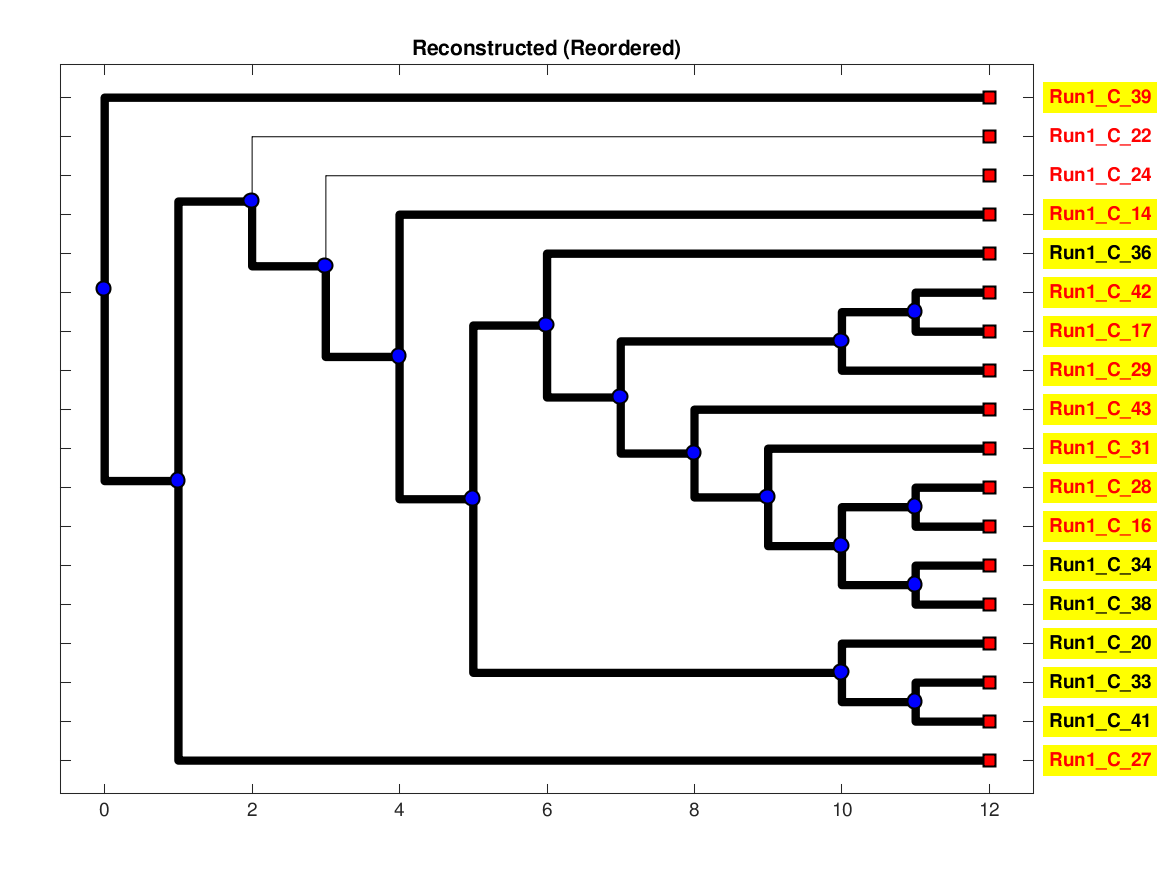 Reconstructed (Reordered)
Run1_C_39
Run1_C_22
Run1_C_24
Run1_C_14
Run1_C_36
Run1_C_42
Run1_C_17
Run1_C_29
Run1_C_43
Run1_C_31
Run1_C_28
Run1_C_16
Run1_C_34
Run1_C_38
Run1_C_20
Run1_C_33
Run1_C_41
Run1_C_27
0 2 4 6 8 10 12